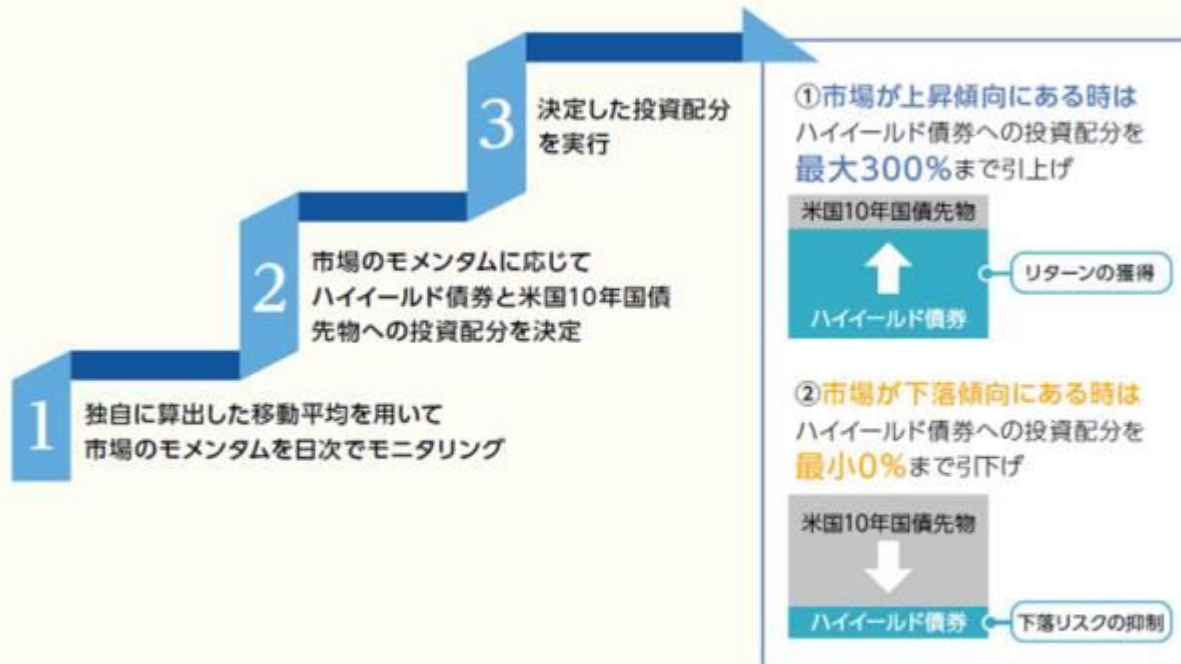 1
独自に算出した移動平均を用いて
市場のモメンタムを日次でモニタリング
2
市場のモメンタムに応じて
ハイイールド債券と米国10年国債
先物への投資配分を決定
3
決定した投資配分
を実行
①市場が上昇傾向にある時は
ハイイールド債券への投資配分を
最大300%まで引上げ
米国10年国債先物
リターンの獲得
ハイイールド債券
②市場が下落傾向にある時は
ハイイールド債券への投資配分を
最小0%まで引下げ
米国10年国債先物
ハイイールド債券
下落リスクの抑制